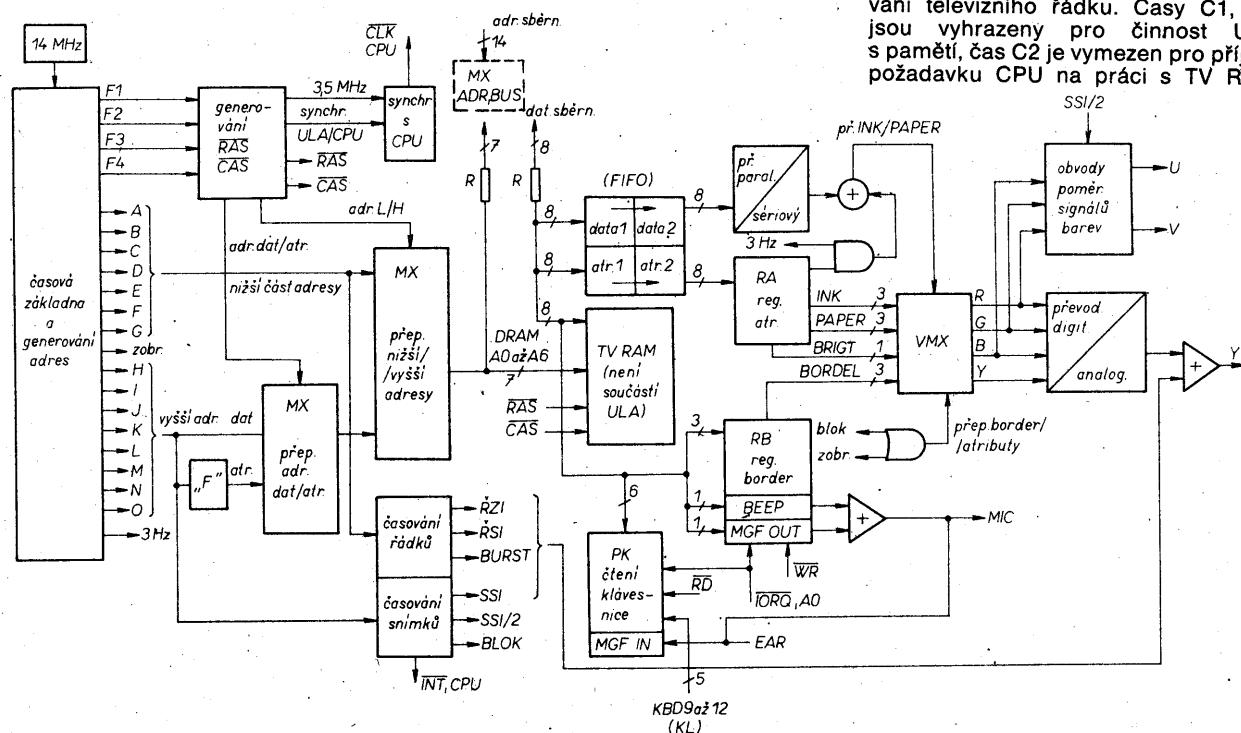 vání televizního řádku. Časy C1,
jsou vyhrazeny pro činnost U
s pamětí, čas C2 je vymezen pro příj
požadavku CPU na práci s TV R
14 MHz
F1
F2
F3
F4
časová
základna
a
generování
adres
A
B
C
D
E
F
G
zobr.
H
I
J
K
L
M
N
O
3 Hz
genero-
vání
RAS
CAS
3,5 MHz
synchr.
ULA/CPU
RAS
CAS
synchr
s
CPU
CLK
CPU
adr. sběrn.
14
MX
ADR,BUS
7
R
dat. sběrn.
8
R
adr. L/H
adr. dat/atr.
nižší část adresy
MX
přep.
nižší/
/vyšší
adresy
vyšší adr. dat
atr.
„F"
MX
přep.
adr.
dat/atr.
DRAM
A0 až A6
7
(FIFO)
8
data 1
data 2
8
8
atr. 1
atr. 2
8
8
TV RAM
(není
součástí
ULA)
RAS
CAS
př.
paral.
sériový
+
př. INK/PAPER
3 Hz
RA
reg.
atr.
INK
3
PAPER
3
BRIGT
1
BORDEL
3
VMX
R
G
B
Y
SSI/2
obvody
poměr.
signálů
barev
U
V
převod.
digit.
analog.
+
Y
blok
zobr.
přep. border/
/atributy
3
RB
reg.
border
1
BEEP
1
MGF OUT
+
MIC
WR
IORQ, A0
6
PK
čtení
kláves-
nice
MGF IN
RD
EAR
5
KBD9 až 12
(KL)
časování
řádků
ŘZI
ŘSI
BURST
časování
snímků
SSI
SSI/2
BLOK
INT, CPU